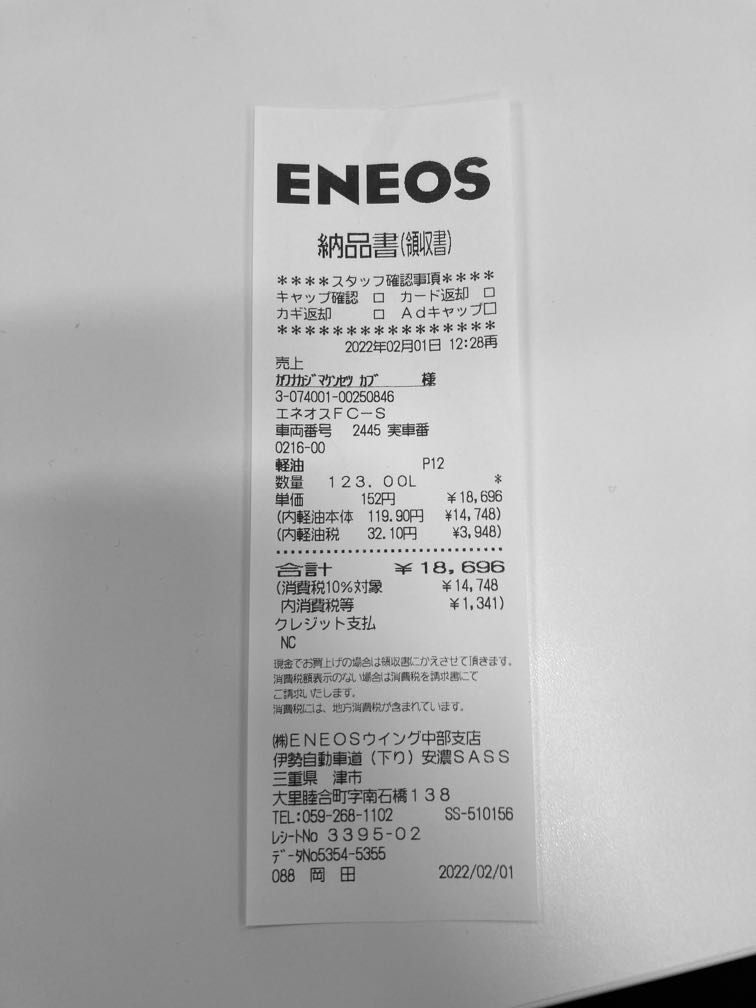 ENEOS
納品書(領収書)
****スタッフ確認事項****
キャップ確認 □ カード返却 □
カギ返却 □ Adキャップ□
****************
2022年02月01日 12:28再
売上
ｶﾜﾅｶｼﾞﾏｹﾝｾﾂ ｶﾌﾞ 様
3-074001-00250846
エネオスFC-S
車両番号 2445 実車番
0216-00
軽油 P12
数量 123.00L *
単価 152円 ¥18,696
(内軽油本体 119.90円 ¥14,748)
(内軽油税 32.10円 ¥3,948)
合計 ¥18,696
(消費税10%対象 ¥14,748
内消費税等 ¥1,341)
クレジット支払
NC
現金でお買上げの場合は領収書にかえさせて頂きます。
消費税額表示のない場合は消費税を請求書にて
ご請求いたします。
消費税には、地方消費税が含まれています。
㈱ENEOSウイング中部支店
伊勢自動車道(下り)安濃SASS
三重県 津市
大里睦合町字南石橋138
TEL:059-268-1102 SS-510156
ﾚｼｰﾄNo 3395-02
ﾃﾞｰﾀNo5354-5355
088 岡田 2022/02/01